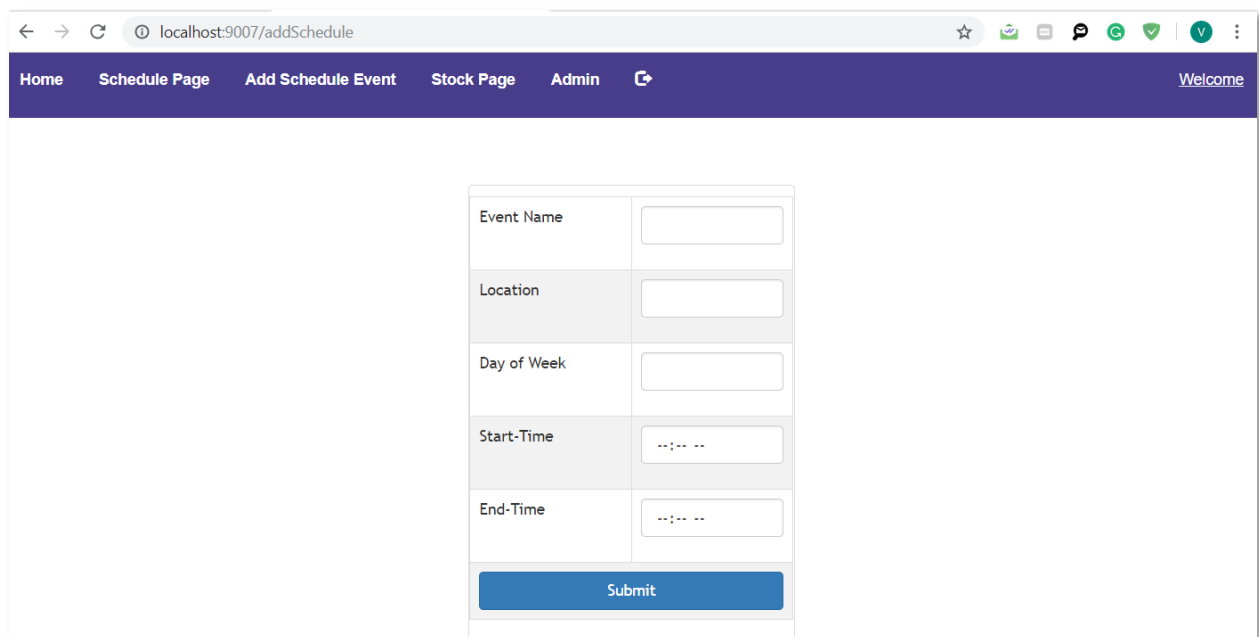 localhost:9007/addSchedule
V
Home Schedule Page Add Schedule Event Stock Page Admin Welcome
Event Name
Location
Day of Week
Start-Time --:-- --
End-Time --:-- --
Submit